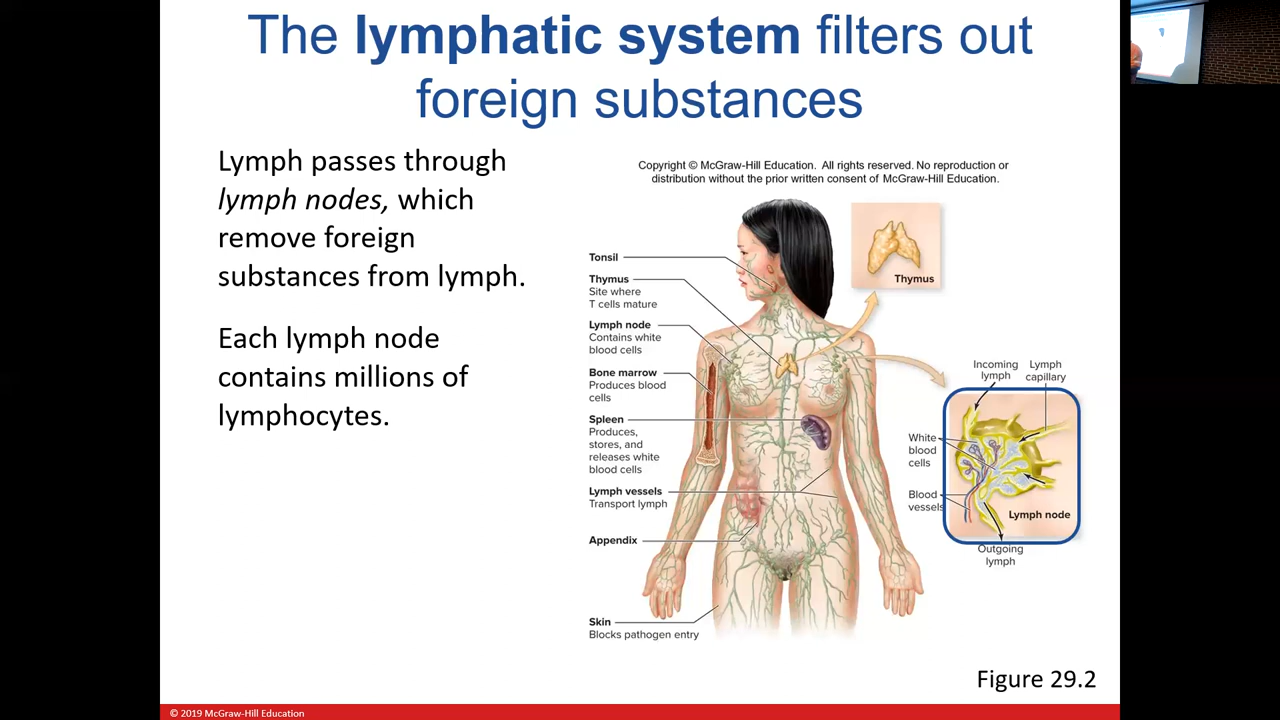 The lymphatic system filters out
foreign substances
Lymph passes through
lymph nodes, which
remove foreign
substances from lymph.
Each lymph node
contains millions of
lymphocytes.
Copyright © McGraw-Hill Education. All rights reserved. No reproduction or
distribution without the prior written consent of McGraw-Hill Education.
Tonsil
Thymus
Site where
T cells mature
Lymph node
Contains white
blood cells
Bone marrow
Produces blood
cells
Spleen
Produces,
stores, and
releases white
blood cells
Lymph vessels
Transport lymph
Appendix
Skin
Blocks pathogen entry
Thymus
Incoming
lymph
Lymph
capillary
White
blood
cells
Blood
vessels
Lymph node
Outgoing
lymph
Figure 29.2
© 2019 McGraw-Hill Education